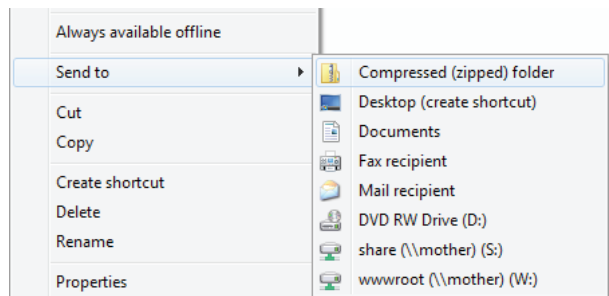 Always available offline
Send to
Cut
Copy
Create shortcut
Delete
Rename
Properties
Compressed (zipped) folder
Desktop (create shortcut)
Documents
Fax recipient
Mail recipient
DVD RW Drive (D:)
share (\\mother) (S:)
wwwroot (\\mother) (W:)